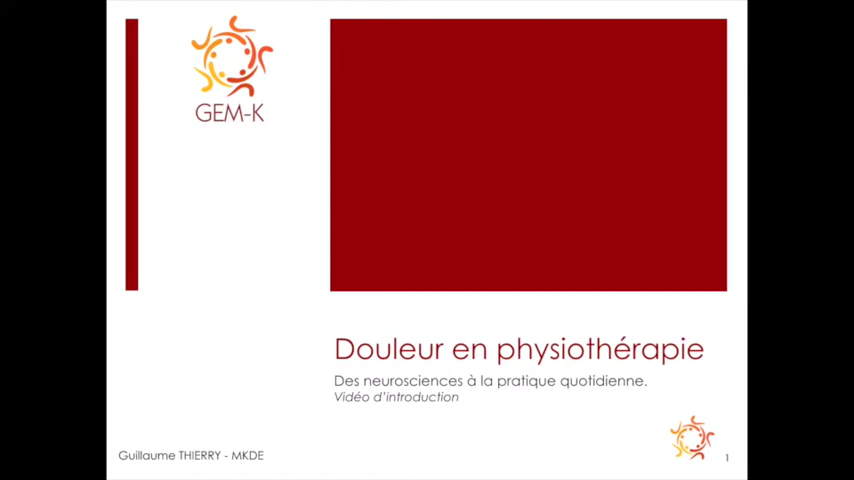 GEM-K
Douleur en physiothérapie
Des neurosciences à la pratique quotidienne.
Vidéo d'introduction
Guillaume THIERRY - MKDE
1